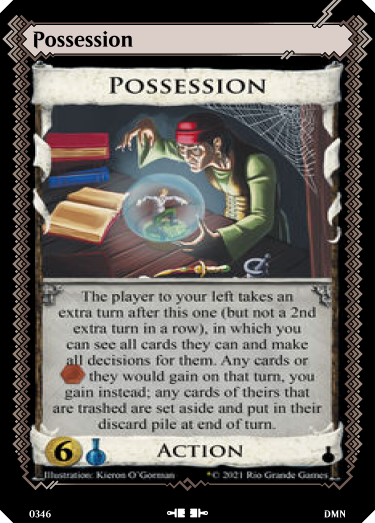 Possession
POSSESSION
The player to your left takes an
extra turn after this one (but not a 2nd
extra turn in a row), in which you
can see all cards they can and make
all decisions for them. Any cards or
they would gain on that turn, you
gain instead; any cards of theirs that
are trashed are set aside and put in their
discard pile at end of turn.
6 ACTION
Illustration: Kieron O'Gorman © 2021 Rio Grande Games
0346 DMN